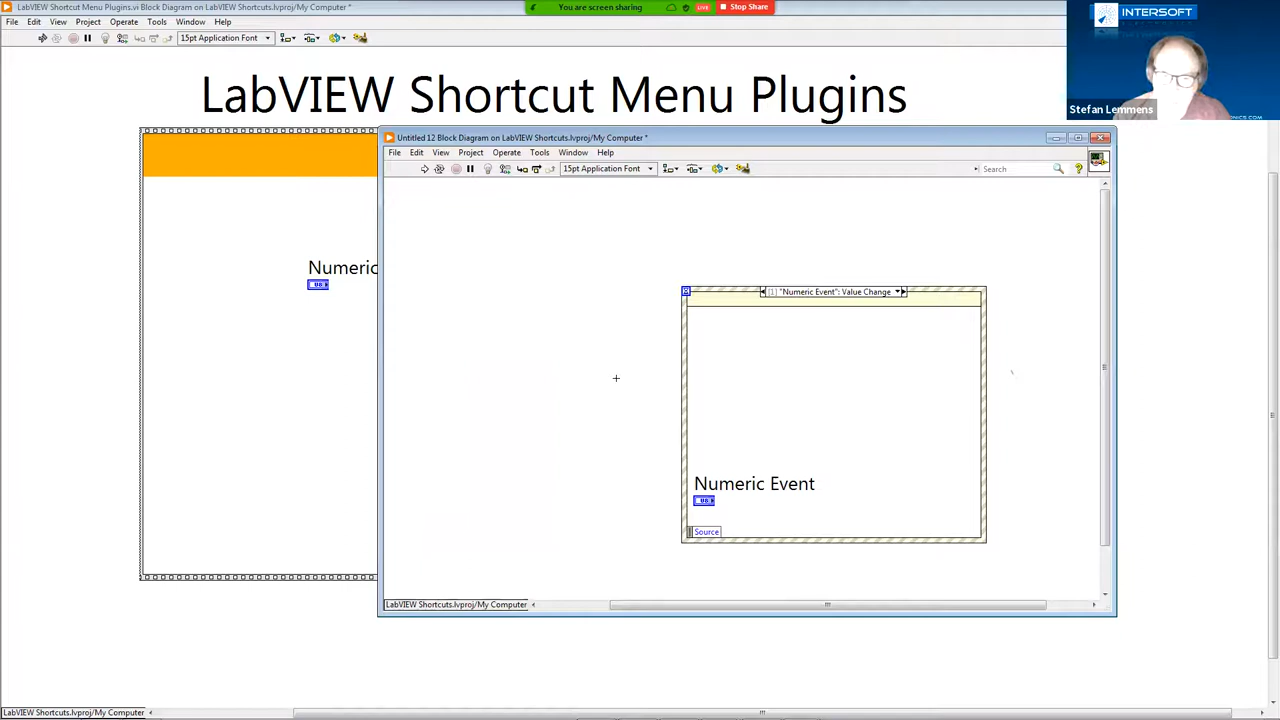 LabVIEW Shortcut Menu Plugins.vi Block Diagram on LabVIEW Shortcuts.lvproj/My Computer *
You are screen sharing
LIVE
Stop Share
File Edit View Project Operate Tools Window Help
15pt Application Font
INTERSOFT
Stefan Lemmens
LabVIEW Shortcut Menu Plugins
Untitled 12 Block Diagram on LabVIEW Shortcuts.lvproj/My Computer *
File Edit View Project Operate Tools Window Help
15pt Application Font
Search
Numeric
U8
[1] "Numeric Event": Value Change
Numeric Event
U8
Source
LabVIEW Shortcuts.lvproj/My Computer
LabVIEW Shortcuts.lvproj/My Computer